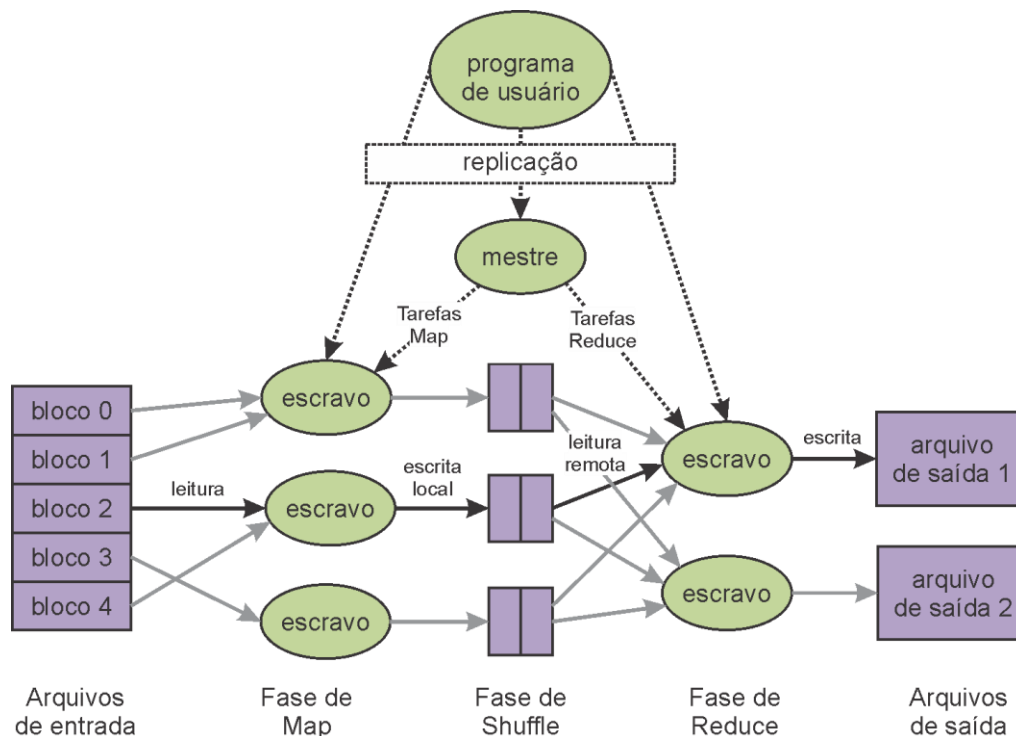 programa
de usuário
replicação
mestre
Tarefas
Map
Tarefas
Reduce
bloco 0
bloco 1
bloco 2
bloco 3
bloco 4
leitura
escravo
escravo
escravo
escrita
local
leitura
remota
escravo
escravo
escrita
arquivo
de saída 1
arquivo
de saída 2
Arquivos
de entrada
Fase de
Map
Fase de
Shuffle
Fase de
Reduce
Arquivos
de saída